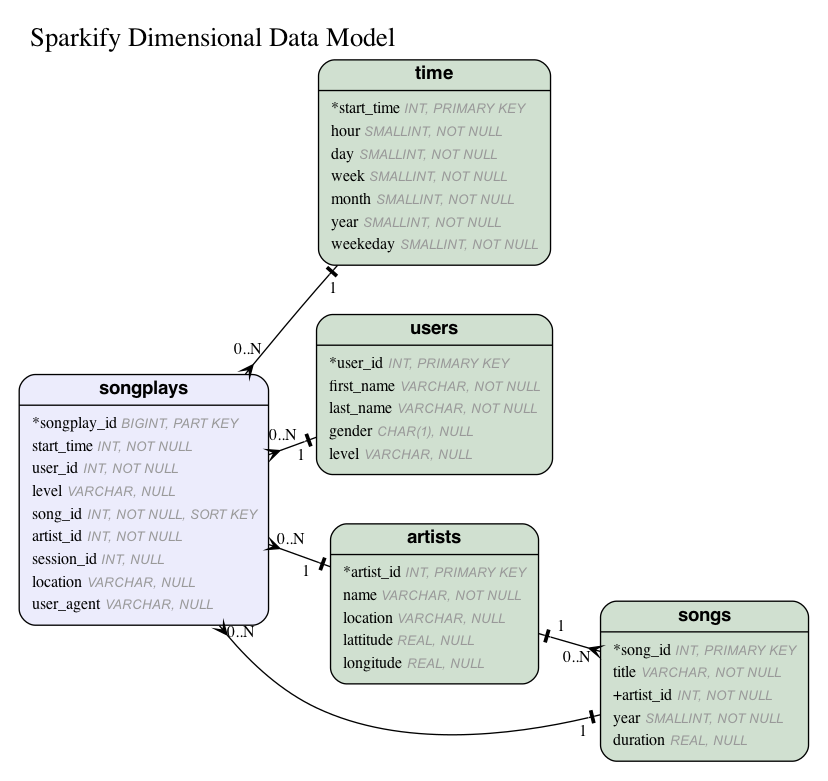 Sparkify Dimensional Data Model
time
*start_time INT, PRIMARY KEY
hour SMALLINT, NOT NULL
day SMALLINT, NOT NULL
week SMALLINT, NOT NULL
month SMALLINT, NOT NULL
year SMALLINT, NOT NULL
weekeday SMALLINT, NOT NULL
1
0..N
users
*user_id INT, PRIMARY KEY
first_name VARCHAR, NOT NULL
last_name VARCHAR, NOT NULL
gender CHAR(1), NULL
level VARCHAR, NULL
songplays
*songplay_id BIGINT, PART KEY
start_time INT, NOT NULL
user_id INT, NOT NULL
level VARCHAR, NULL
song_id INT, NOT NULL, SORT KEY
artist_id INT, NOT NULL
session_id INT, NULL
location VARCHAR, NULL
user_agent VARCHAR, NULL
0..N
1
0..N
1
artists
*artist_id INT, PRIMARY KEY
name VARCHAR, NOT NULL
location VARCHAR, NULL
lattitude REAL, NULL
longitude REAL, NULL
1
0..N
songs
*song_id INT, PRIMARY KEY
title VARCHAR, NOT NULL
+artist_id INT, NOT NULL
year SMALLINT, NOT NULL
duration REAL, NULL
0..N
1